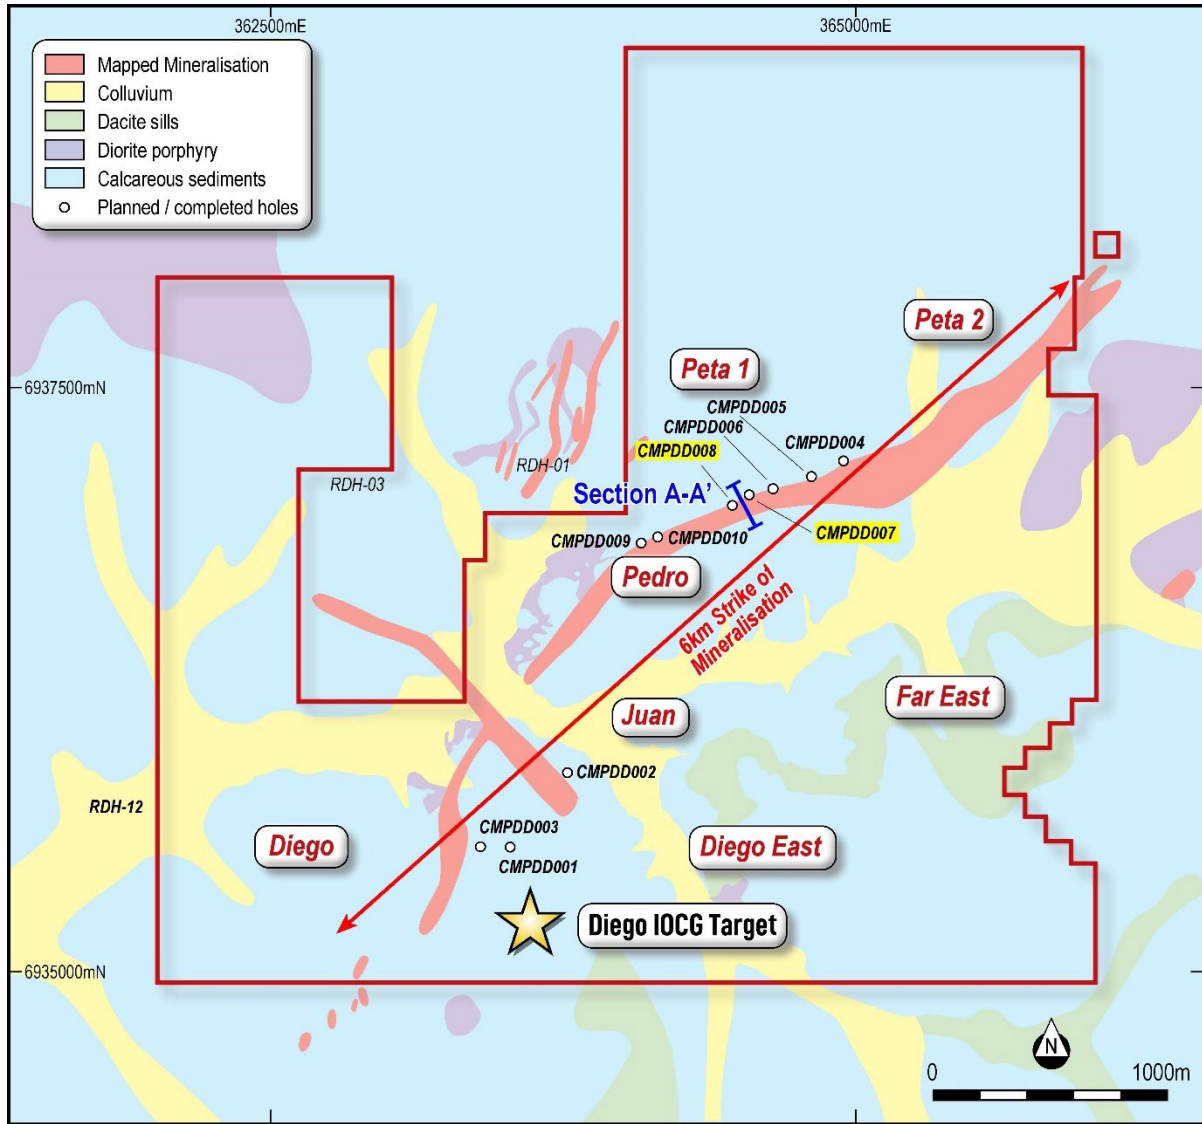 362500mE
365000mE
Mapped Mineralisation
Colluvium
Dacite sills
Diorite porphyry
Calcareous sediments
Planned / completed holes
Peta 2
Peta 1
6937500mN
CMPDD005
CMPDD006
CMPDD004
CMPDD008
RDH-01
RDH-03
Section A-A’
CMPDD007
CMPDD009
CMPDD010
Pedro
6km Strike of
Mineralisation
Far East
Juan
CMPDD002
RDH-12
CMPDD003
Diego
Diego East
CMPDD001
Diego IOCG Target
6935000mN
N
0
1000m